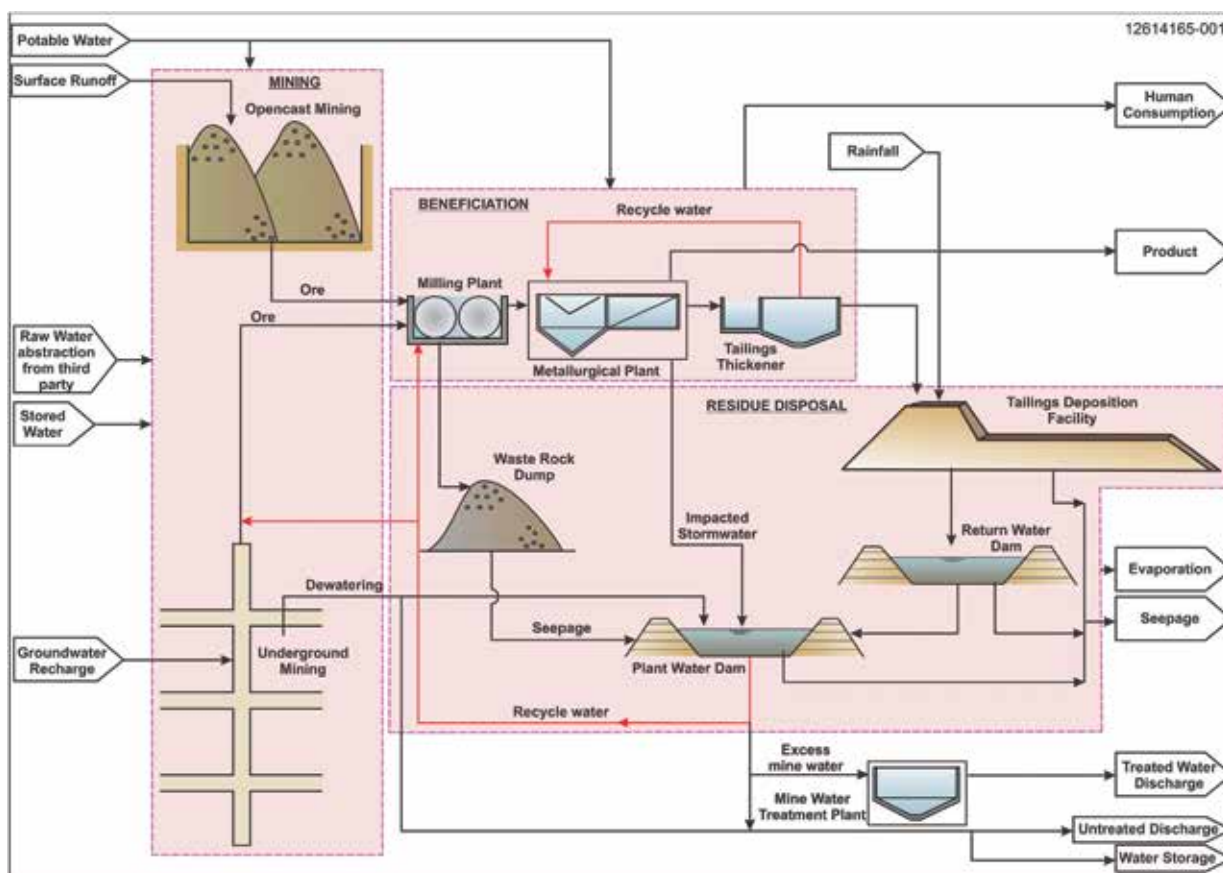 12614165-001
Potable Water
Surface Runoff
MINING
Opencast Mining
Human
Consumption
Rainfall
BENEFICIATION
Recycle water
Product
Milling Plant
Ore
Ore
Raw Water
abstraction
from third
party
Metallurgical Plant
Tailings
Thickener
Stored
Water
RESIDUE DISPOSAL
Tailings Deposition
Facility
Waste Rock
Dump
Impacted
Stormwater
Return Water
Dam
Evaporation
Dewatering
Seepage
Seepage
Groundwater
Recharge
Underground
Mining
Plant Water Dam
Recycle water
Excess
mine water
Treated Water
Discharge
Mine Water
Treatment Plant
Untreated Discharge
Water Storage